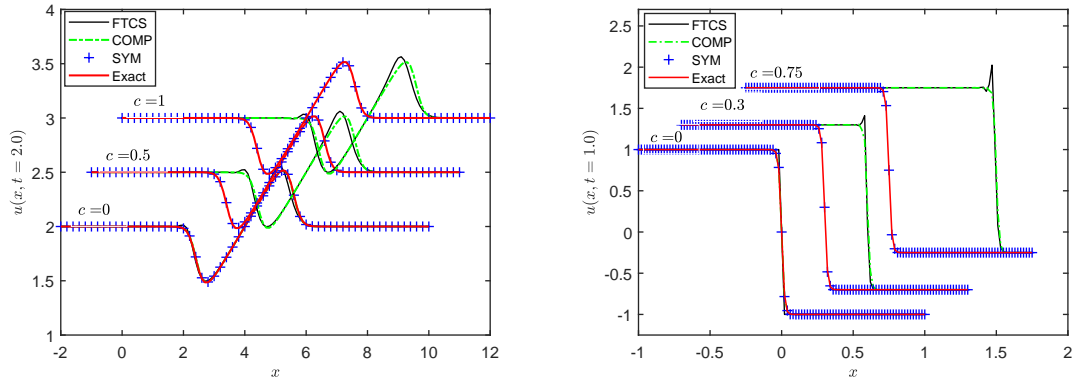 4
3.5
3
2.5
2
1.5
1
u(x, t = 2.0)
FTCS
COMP
SYM
Exact
c = 1
c = 0.5
c = 0
-2
0
2
4
6
8
10
12
x
2.5
2
1.5
1
0.5
0
-0.5
-1
u(x, t = 1.0)
FTCS
COMP
SYM
Exact
c = 0.75
c = 0.3
c = 0
-1
-0.5
0
0.5
1
1.5
2
x